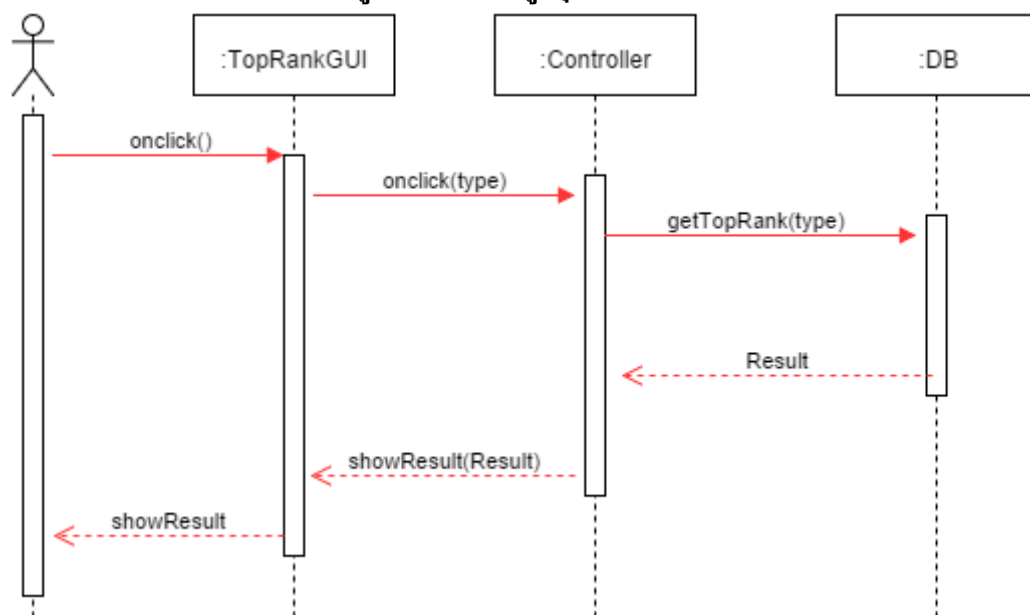 :TopRankGUI
:Controller
:DB
onclick()
onclick(type)
getTopRank(type)
Result
showResult(Result)
showResult